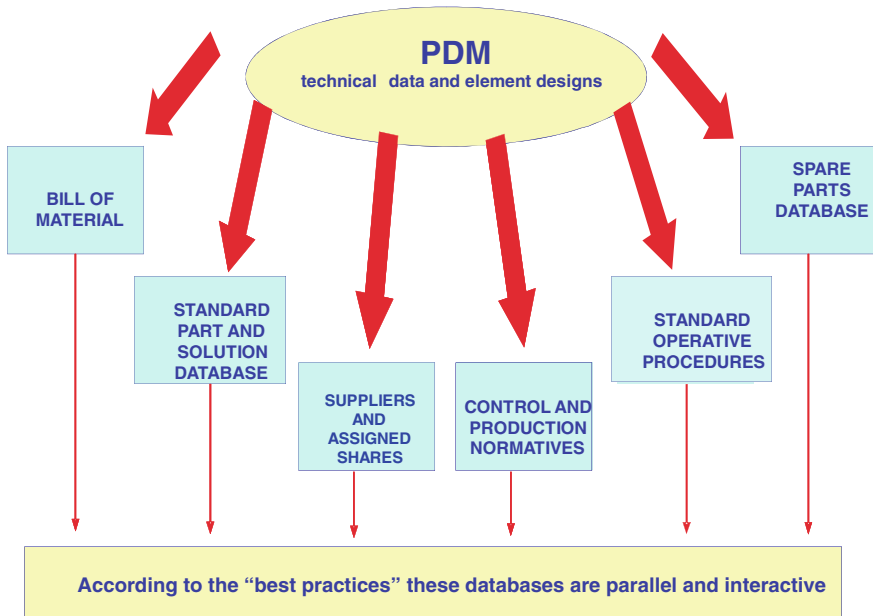 PDM
technical data and element designs
BILL OF
MATERIAL
STANDARD
PART AND
SOLUTION
DATABASE
SUPPLIERS
AND
ASSIGNED
SHARES
CONTROL AND
PRODUCTION
NORMATIVES
STANDARD
OPERATIVE
PROCEDURES
SPARE
PARTS
DATABASE
According to the “best practices” these databases are parallel and interactive